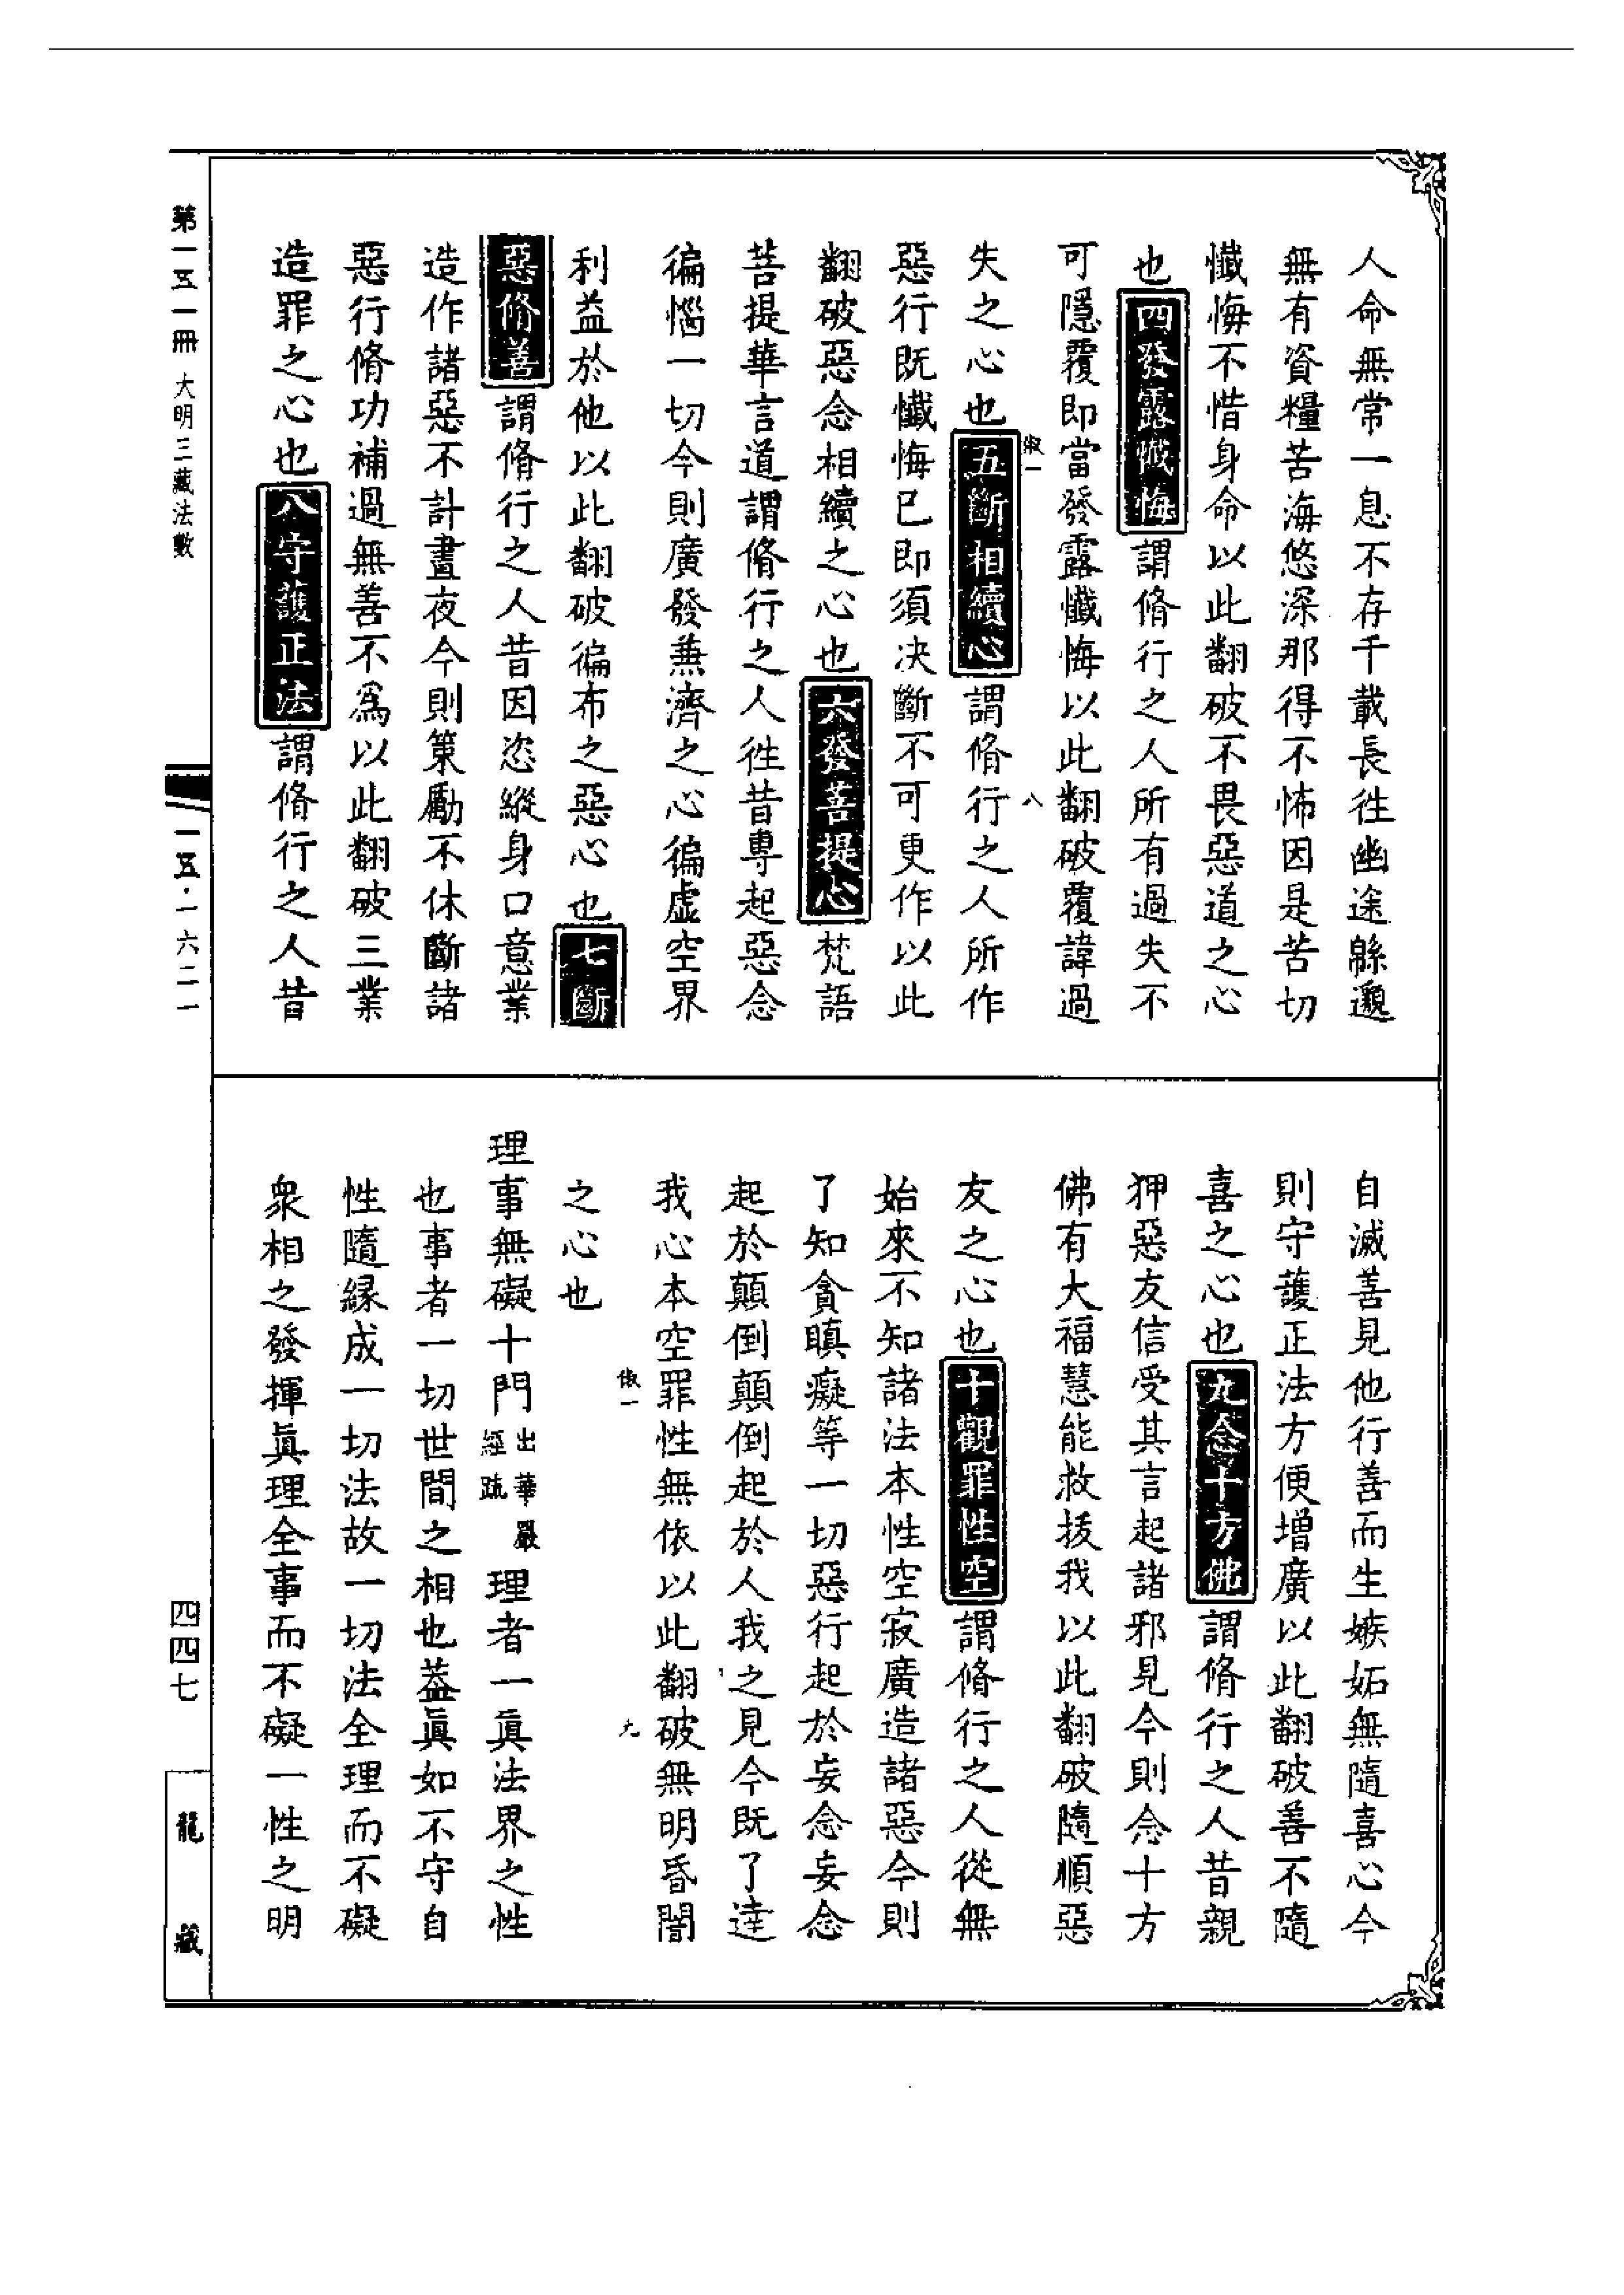 人命無常一息不存千載長徃幽途緜邈
無有資糧苦海悠深那得不怖因是苦切
懺悔不惜身命以此翻破不畏惡道之心
也四發露懺悔謂脩行之人所有過失不
可隱覆即當發露懺悔以此翻破覆諱過
失之心也五斷相續心謂脩行之人所作
惡行既懺悔已即須決斷不可更作以此
翻破惡念相續之心也六發菩提心梵語
菩提華言道謂脩行之人徃昔專起惡念
徧惱一切今則廣發兼濟之心徧虛空界
利益於他以此翻破徧布之惡心也七斷
惡脩善謂脩行之人昔因恣縱身口意業
造作諸惡不計晝夜今則策勵不休斷諸
惡行脩功補過無善不爲以此翻破三業
造罪之心也八守護正法謂脩行之人昔
自滅善見他行善而生嫉妬無隨喜心今
則守護正法方便增廣以此翻破善不隨
喜之心也九念十方佛謂脩行之人昔親
狎惡友信受其言起諸邪見今則念十方
佛有大福慧能救拔我以此翻破隨順惡
友之心也十觀罪性空謂脩行之人從無
始來不知諸法本性空寂廣造諸惡今則
了知貪瞋癡等一切惡行起於妄念妄念
起於顛倒顛倒起於人我之見今既了達
我心本空罪性無依以此翻破無明昏闇
之心也
理事無礙十門出華嚴經疏理者一眞法界之性
也事者一切世間之相也葢眞如不守自
性隨緣成一切法故一切法全理而不礙
衆相之發揮眞理全事而不礙一性之明
第一五一冊 大明三藏法數
一五·一六二一
四四七
龍藏